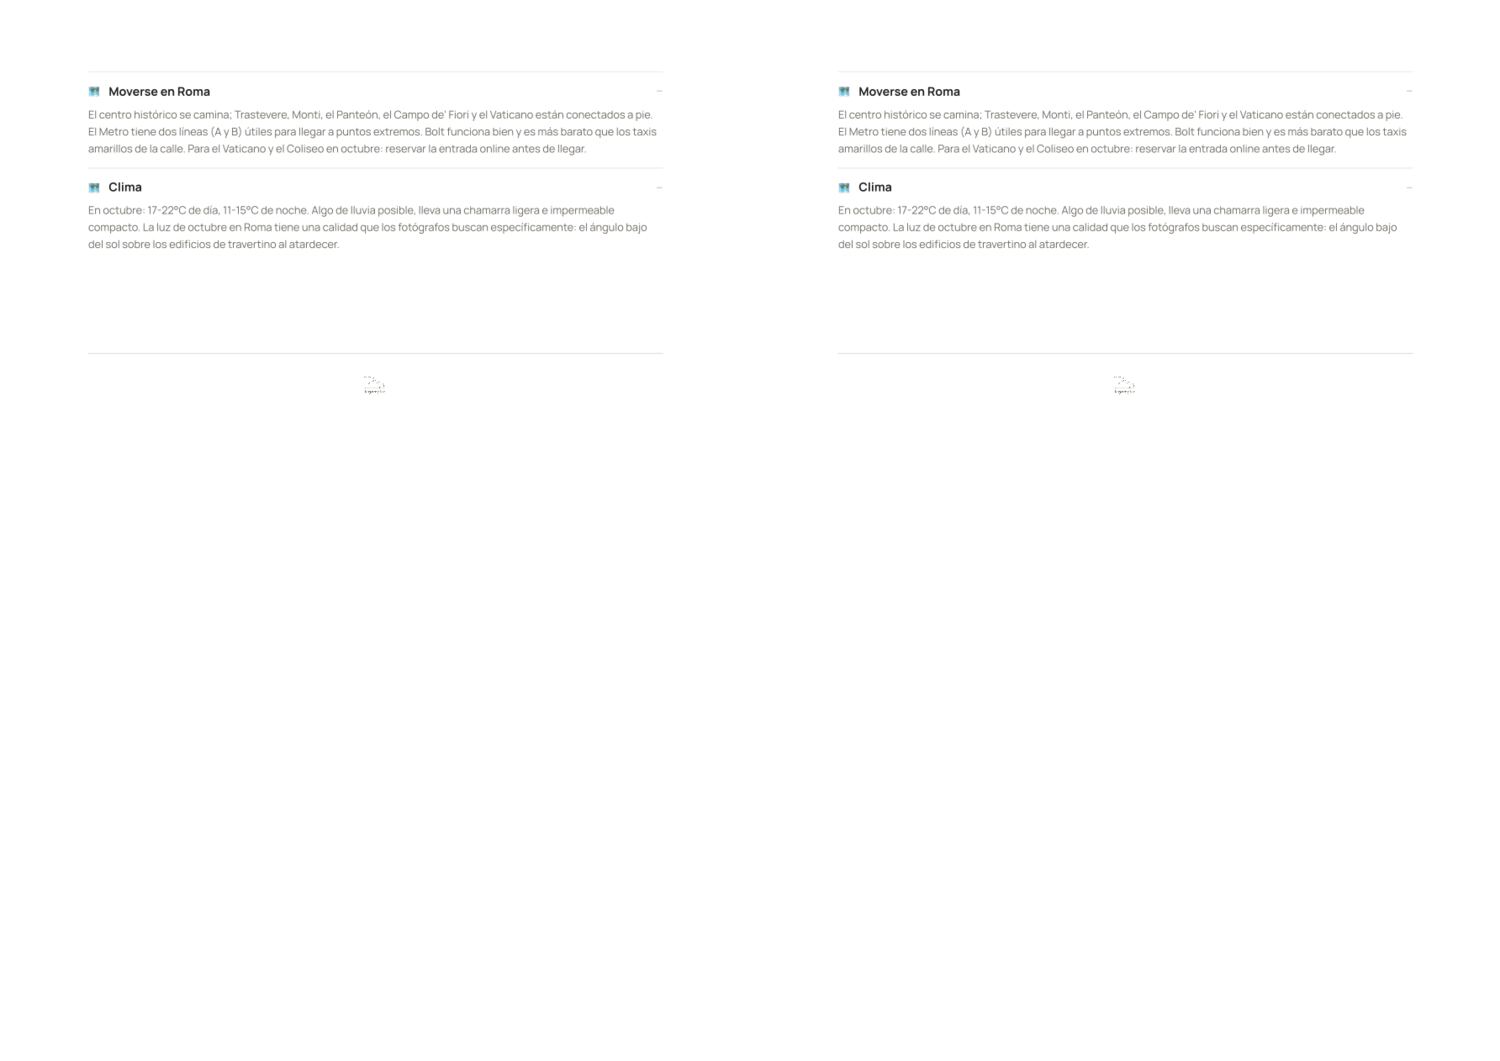 Moverse en Roma
El centro histórico se camina; Trastevere, Monti, el Panteón, el Campo de' Fiori y el Vaticano están conectados a pie.
El Metro tiene dos líneas (A y B) útiles para llegar a puntos extremos. Bolt funciona bien y es más barato que los taxis
amarillos de la calle. Para el Vaticano y el Coliseo en octubre: reservar la entrada online antes de llegar.
Clima
En octubre: 17-22°C de día, 11-15°C de noche. Algo de lluvia posible, lleva una chamarra ligera e impermeable
compacto. La luz de octubre en Roma tiene una calidad que los fotógrafos buscan específicamente: el ángulo bajo
del sol sobre los edificios de travertino al atardecer.
Moverse en Roma
El centro histórico se camina; Trastevere, Monti, el Panteón, el Campo de' Fiori y el Vaticano están conectados a pie.
El Metro tiene dos líneas (A y B) útiles para llegar a puntos extremos. Bolt funciona bien y es más barato que los taxis
amarillos de la calle. Para el Vaticano y el Coliseo en octubre: reservar la entrada online antes de llegar.
Clima
En octubre: 17-22°C de día, 11-15°C de noche. Algo de lluvia posible, lleva una chamarra ligera e impermeable
compacto. La luz de octubre en Roma tiene una calidad que los fotógrafos buscan específicamente: el ángulo bajo
del sol sobre los edificios de travertino al atardecer.